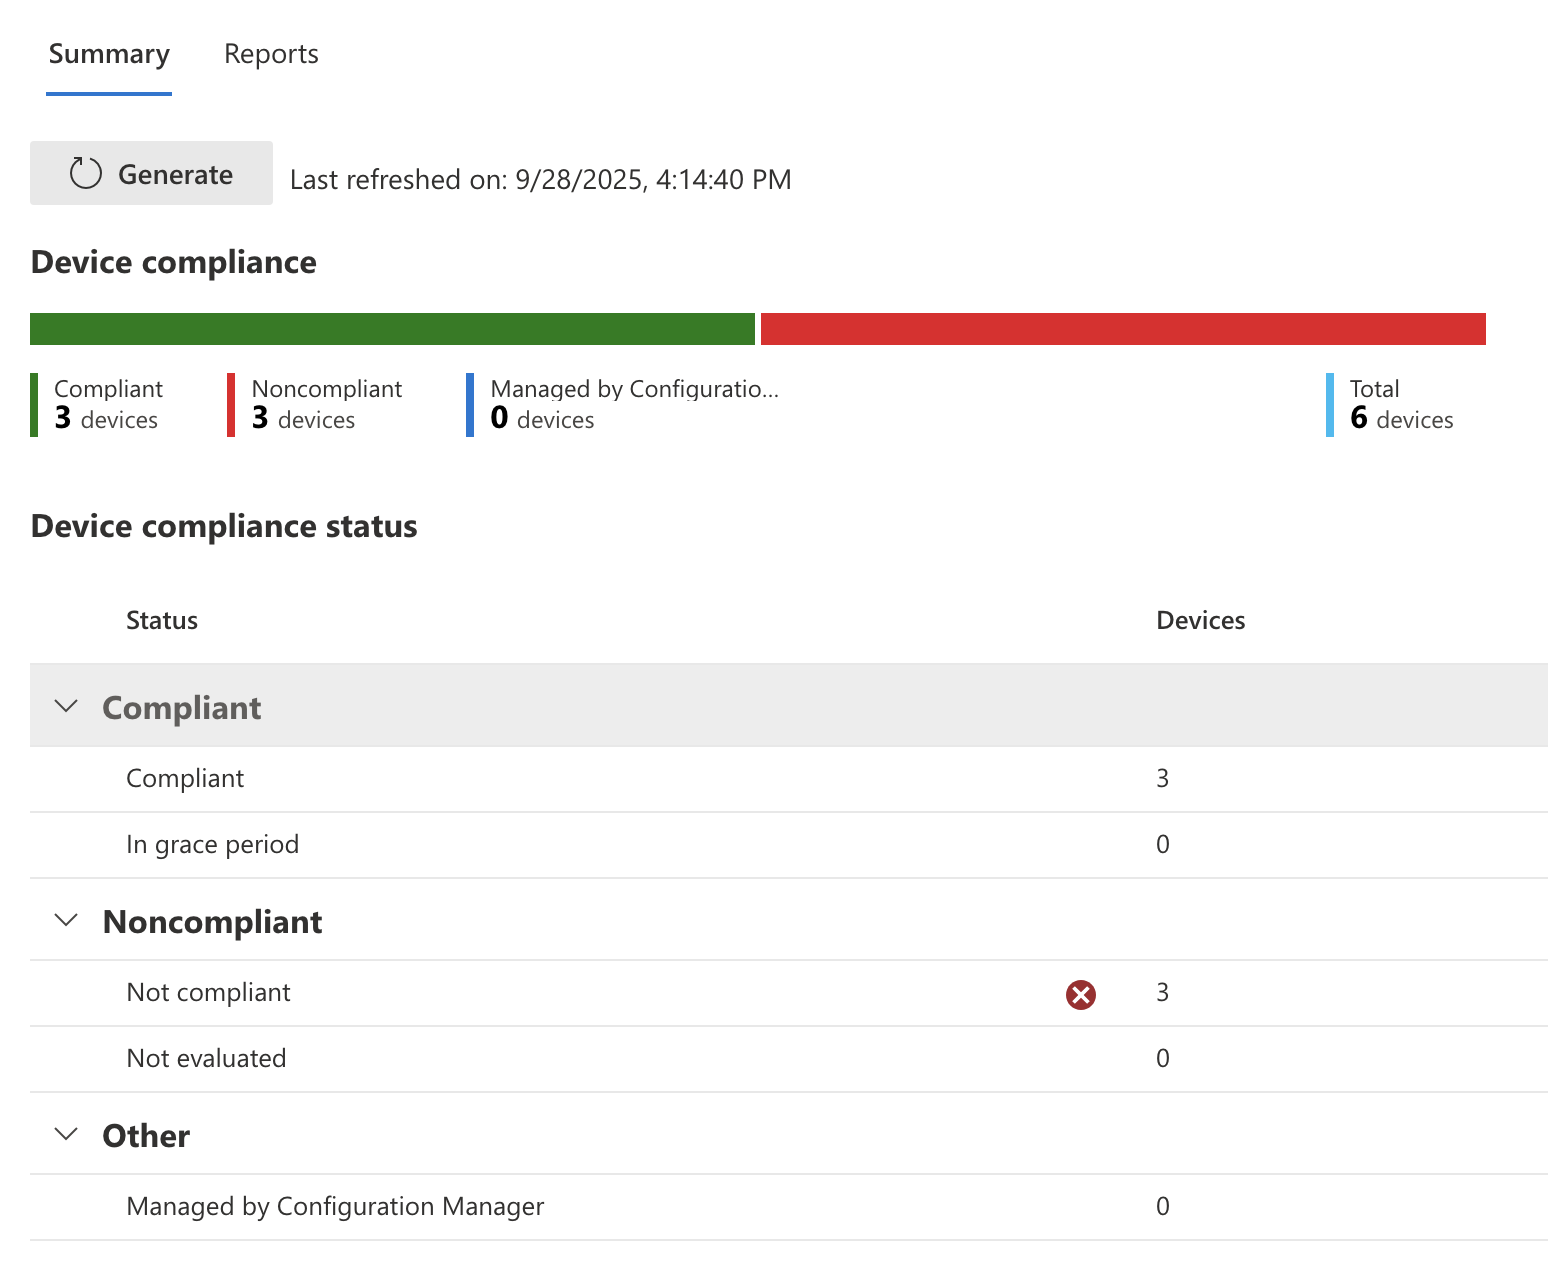 Summary Reports
Generate Last refreshed on: 9/28/2025, 4:14:40 PM
Device compliance
Compliant Noncompliant Managed by Configuratio... Total
3 devices 3 devices 0 devices 6 devices
Device compliance status
Status Devices
Compliant
Compliant 3
In grace period 0
Noncompliant
Not compliant 3
Not evaluated 0
Other
Managed by Configuration Manager 0